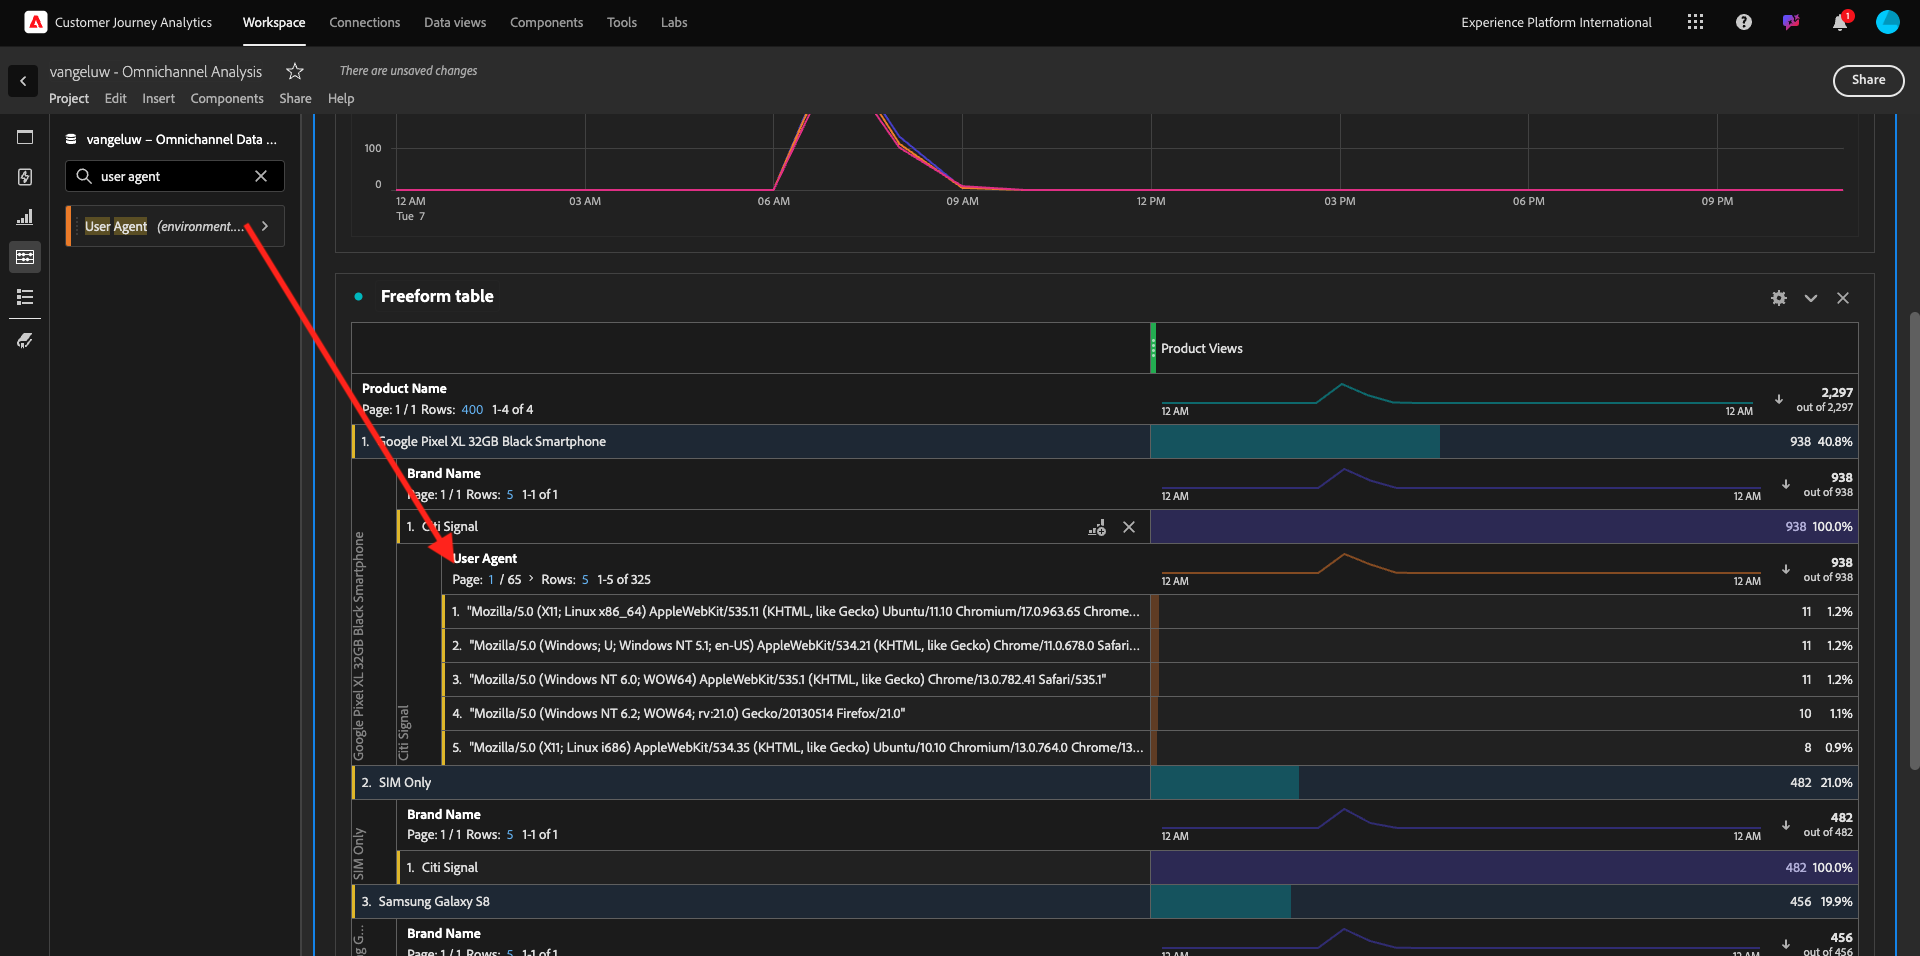 Customer Journey Analytics
Workspace
Connections
Data views
Components
Tools
Labs
Experience Platform International
1
vangeluw - Omnichannel Analysis
There are unsaved changes
Share
Project
Edit
Insert
Components
Share
Help
vangeluw – Omnichannel Data ...
user agent
User Agent (environment....
100
0
12 AM
Tue 7
03 AM
06 AM
09 AM
12 PM
03 PM
06 PM
09 PM
Freeform table
Product Views
Product Name
Page: 1 / 1 Rows: 400 1-4 of 4
12 AM
12 AM
2,297
out of 2,297
1. Google Pixel XL 32GB Black Smartphone
938 40.8%
Google Pixel XL 32GB Black Smartphone
Brand Name
Page: 1 / 1 Rows: 5 1-1 of 1
12 AM
12 AM
938
out of 938
1. Citi Signal
938 100.0%
Citi Signal
User Agent
Page: 1 / 65 > Rows: 5 1-5 of 325
12 AM
12 AM
938
out of 938
1. "Mozilla/5.0 (X11; Linux x86_64) AppleWebKit/535.11 (KHTML, like Gecko) Ubuntu/11.10 Chromium/17.0.963.65 Chrome...
11 1.2%
2. "Mozilla/5.0 (Windows; U; Windows NT 5.1; en-US) AppleWebKit/534.21 (KHTML, like Gecko) Chrome/11.0.678.0 Safari...
11 1.2%
3. "Mozilla/5.0 (Windows NT 6.0; WOW64) AppleWebKit/535.1 (KHTML, like Gecko) Chrome/13.0.782.41 Safari/535.1"
11 1.2%
4. "Mozilla/5.0 (Windows NT 6.2; WOW64; rv:21.0) Gecko/20130514 Firefox/21.0"
10 1.1%
5. "Mozilla/5.0 (X11; Linux i686) AppleWebKit/534.35 (KHTML, like Gecko) Ubuntu/10.10 Chromium/13.0.764.0 Chrome/13...
8 0.9%
2. SIM Only
482 21.0%
SIM Only
Brand Name
Page: 1 / 1 Rows: 5 1-1 of 1
12 AM
12 AM
482
out of 482
1. Citi Signal
482 100.0%
3. Samsung Galaxy S8
456 19.9%
g G...
Brand Name
Page: 1 / 1 Rows: 5 1-1 of 1
12 AM
12 AM
456
out of 456